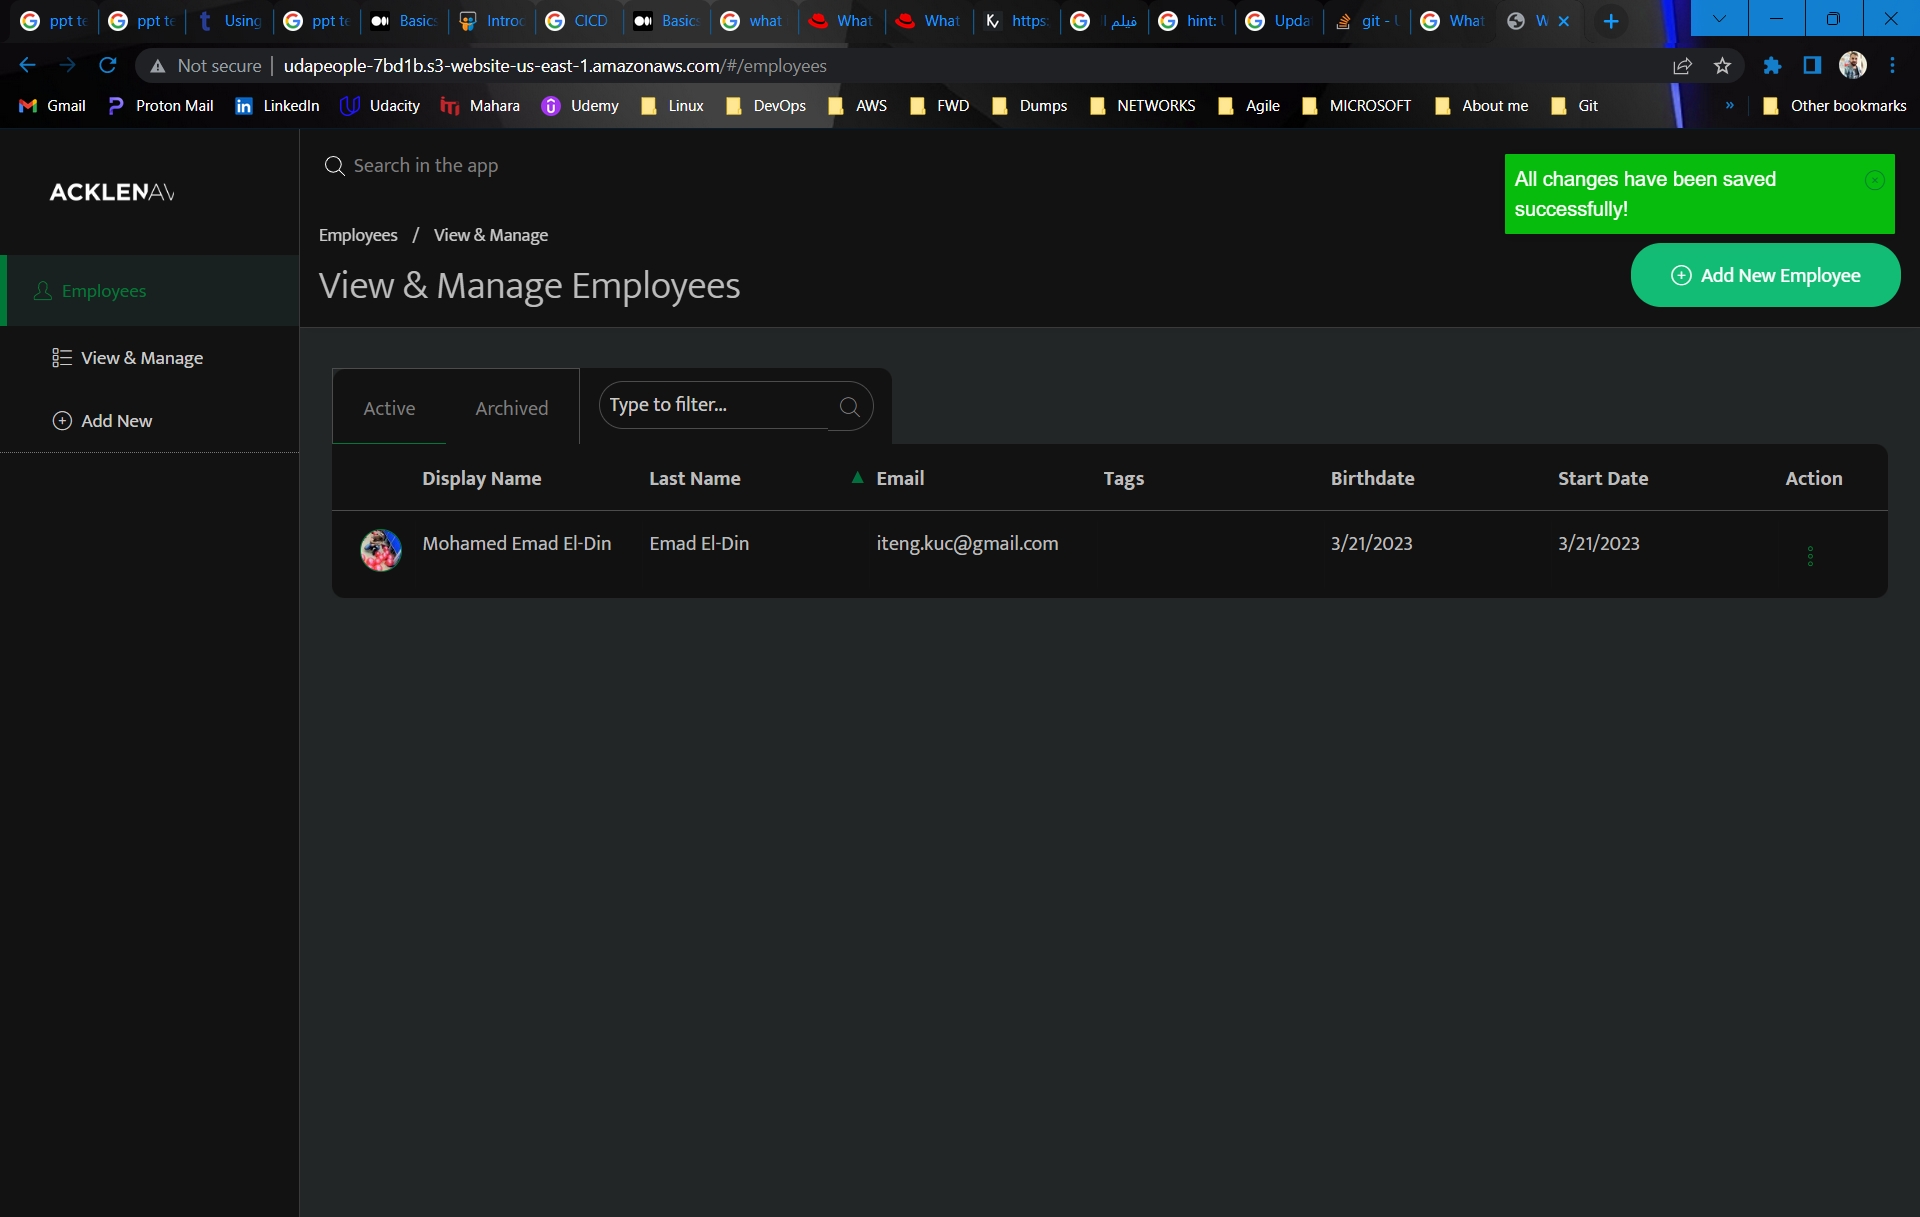 ppt te
ppt te
Using
ppt te
Basics
Introd
CICD
Basics
what
What
What
https:
فيلم ا
hint: U
Updat
git - U
What
W
Not secure
udapeople-7bd1b.s3-website-us-east-1.amazonaws.com/#/employees
Gmail
Proton Mail
LinkedIn
Udacity
Mahara
Udemy
Linux
DevOps
AWS
FWD
Dumps
NETWORKS
Agile
MICROSOFT
About me
Git
»
Other bookmarks
ACKLENAV
Search in the app
All changes have been saved
successfully!
Employees / View & Manage
View & Manage Employees
Add New Employee
Employees
View & Manage
Add New
Active
Archived
Type to filter...
Display Name
Last Name
Email
Tags
Birthdate
Start Date
Action
Mohamed Emad El-Din
Emad El-Din
iteng.kuc@gmail.com
3/21/2023
3/21/2023